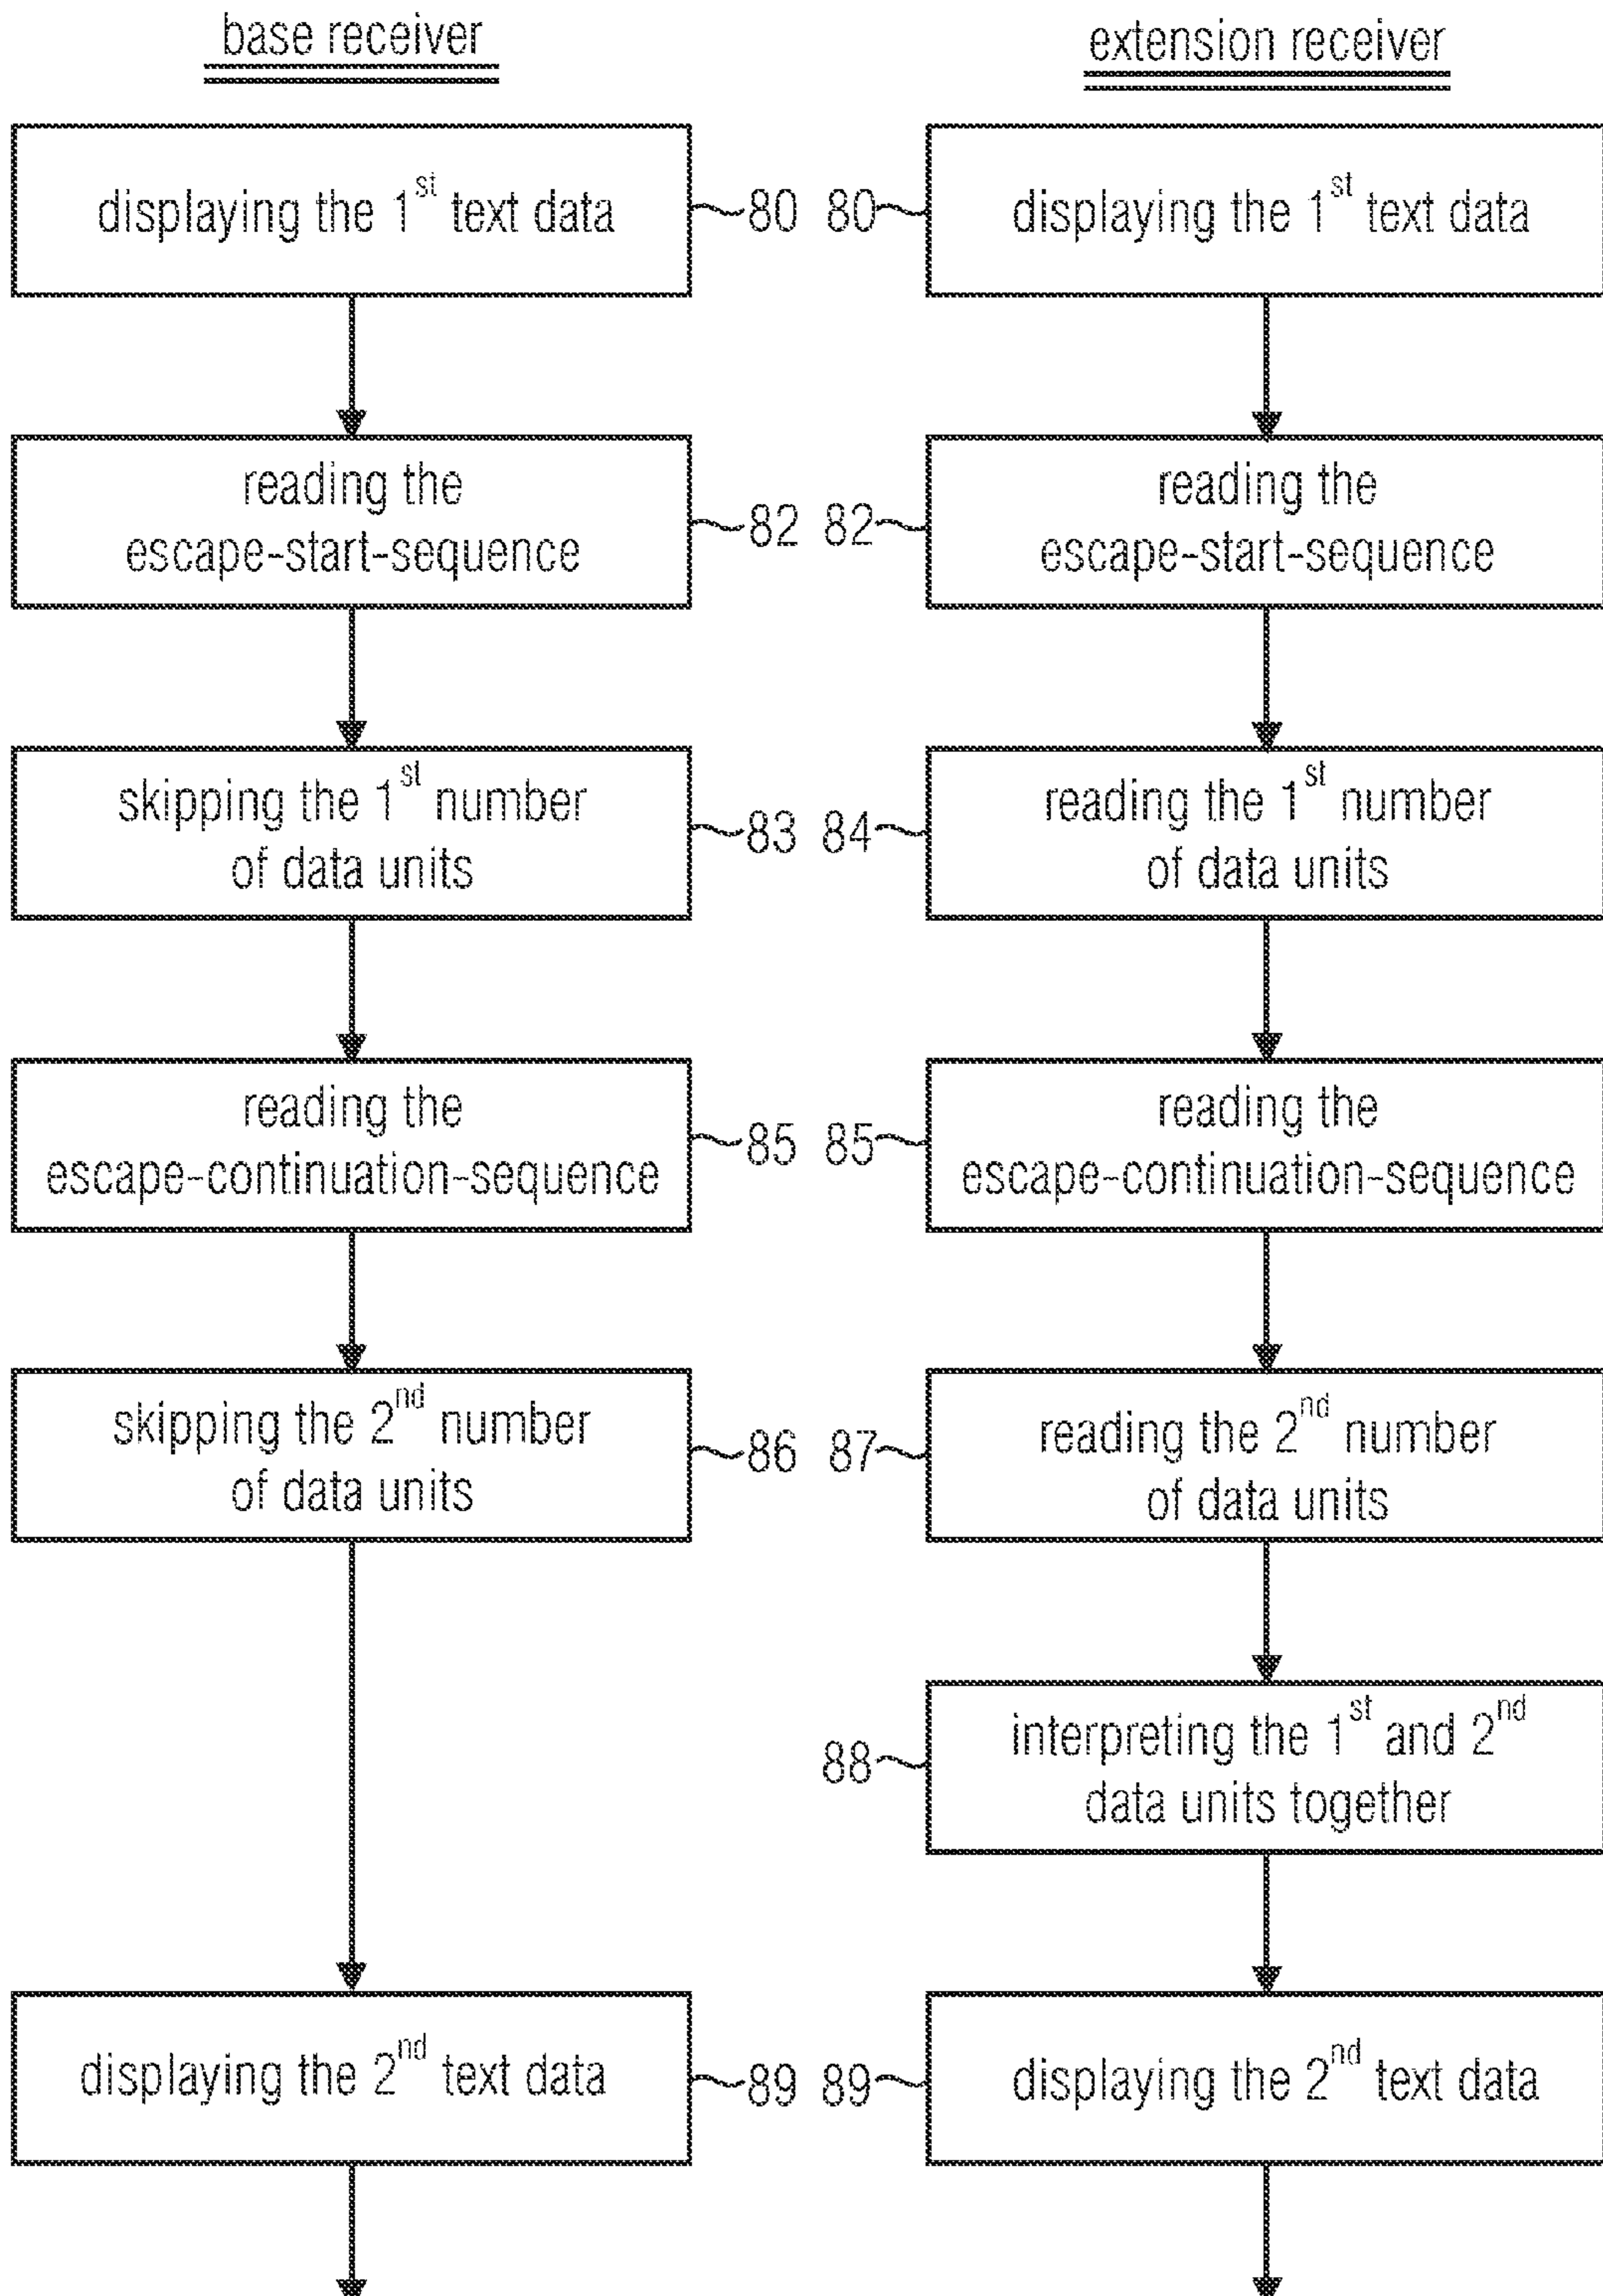 base receiver
extension receiver
displaying the 1st text data
80 80
displaying the 1st text data
reading the
escape-start-sequence
82 82
reading the
escape-start-sequence
skipping the 1st number
of data units
83 84
reading the 1st number
of data units
reading the
escape-continuation-sequence
85 85
reading the
escape-continuation-sequence
skipping the 2nd number
of data units
86 87
reading the 2nd number
of data units
88
interpreting the 1st and 2nd
data units together
displaying the 2nd text data
89 89
displaying the 2nd text data